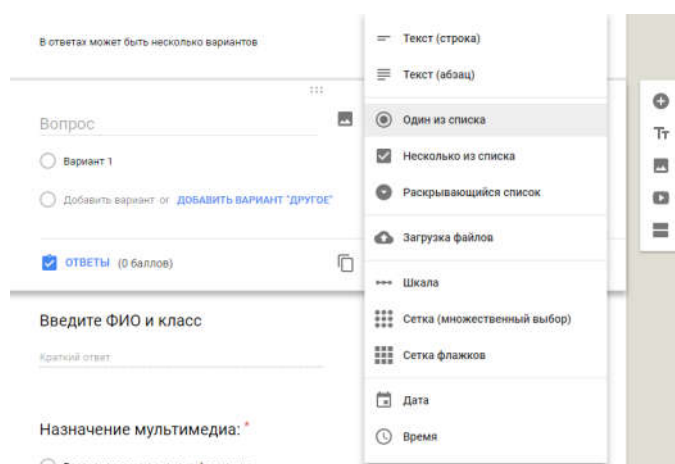 В ответах может быть несколько вариантов
Вопрос
Вариант 1
Добавить вариант or ДОБАВИТЬ ВАРИАНТ "ДРУГОЕ"
ОТВЕТЫ (0 баллов)
Введите ФИО и класс
Краткий ответ
Назначение мультимедиа: *
Текст (строка)
Текст (абзац)
Один из списка
Несколько из списка
Раскрывающийся список
Загрузка файлов
Шкала
Сетка (множественный выбор)
Сетка флажков
Дата
Время
Тт